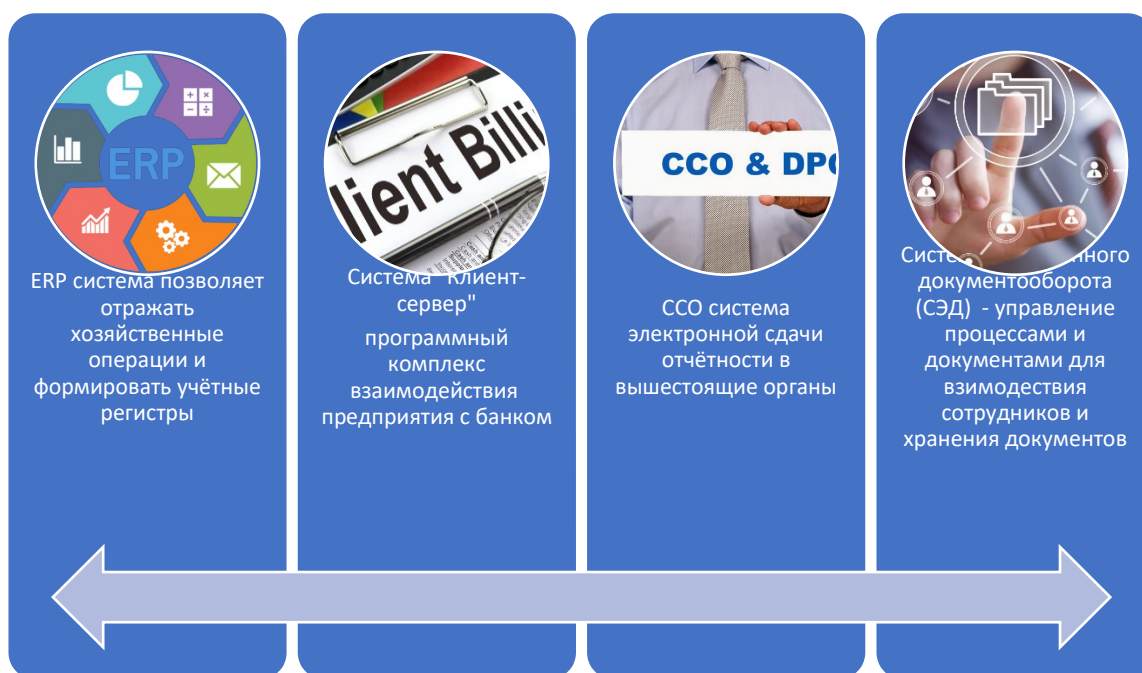 ERP
ERP система позволяет
отражать
хозяйственные
операции и
формировать учётные
регистры
lient Billi
Система "Клиент-
сервер"
программный
комплекс
взаимодействия
предприятия с банком
CCO & DPO
ССО система
электронной сдачи
отчётности в
вышестоящие органы
документооборота
(СЭД) - управление
процессами и
документами для
взимодествия
сотрудников и
хранения документов